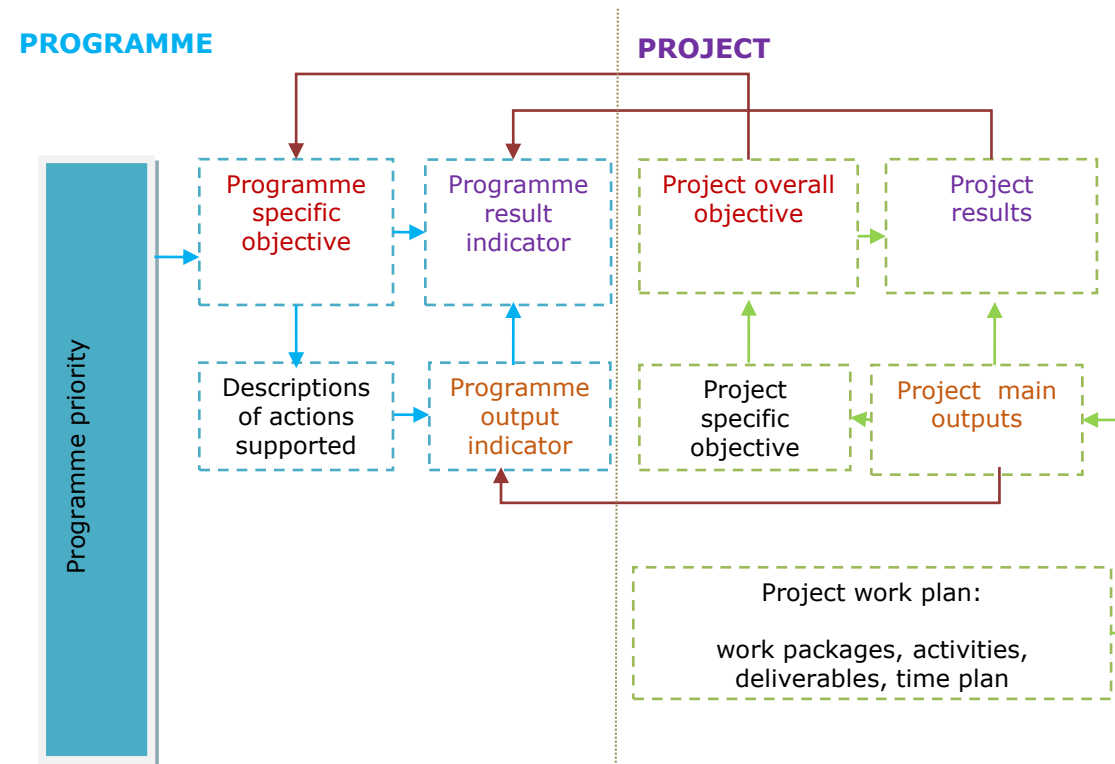 PROGRAMME
PROJECT
Programme
specific
objective
Programme
result
indicator
Project overall
objective
Project
results
Programme priority
Descriptions
of actions
supported
Programme
output
indicator
Project
specific
objective
Project  main
outputs
Project work plan:
work packages, activities,
deliverables, time plan